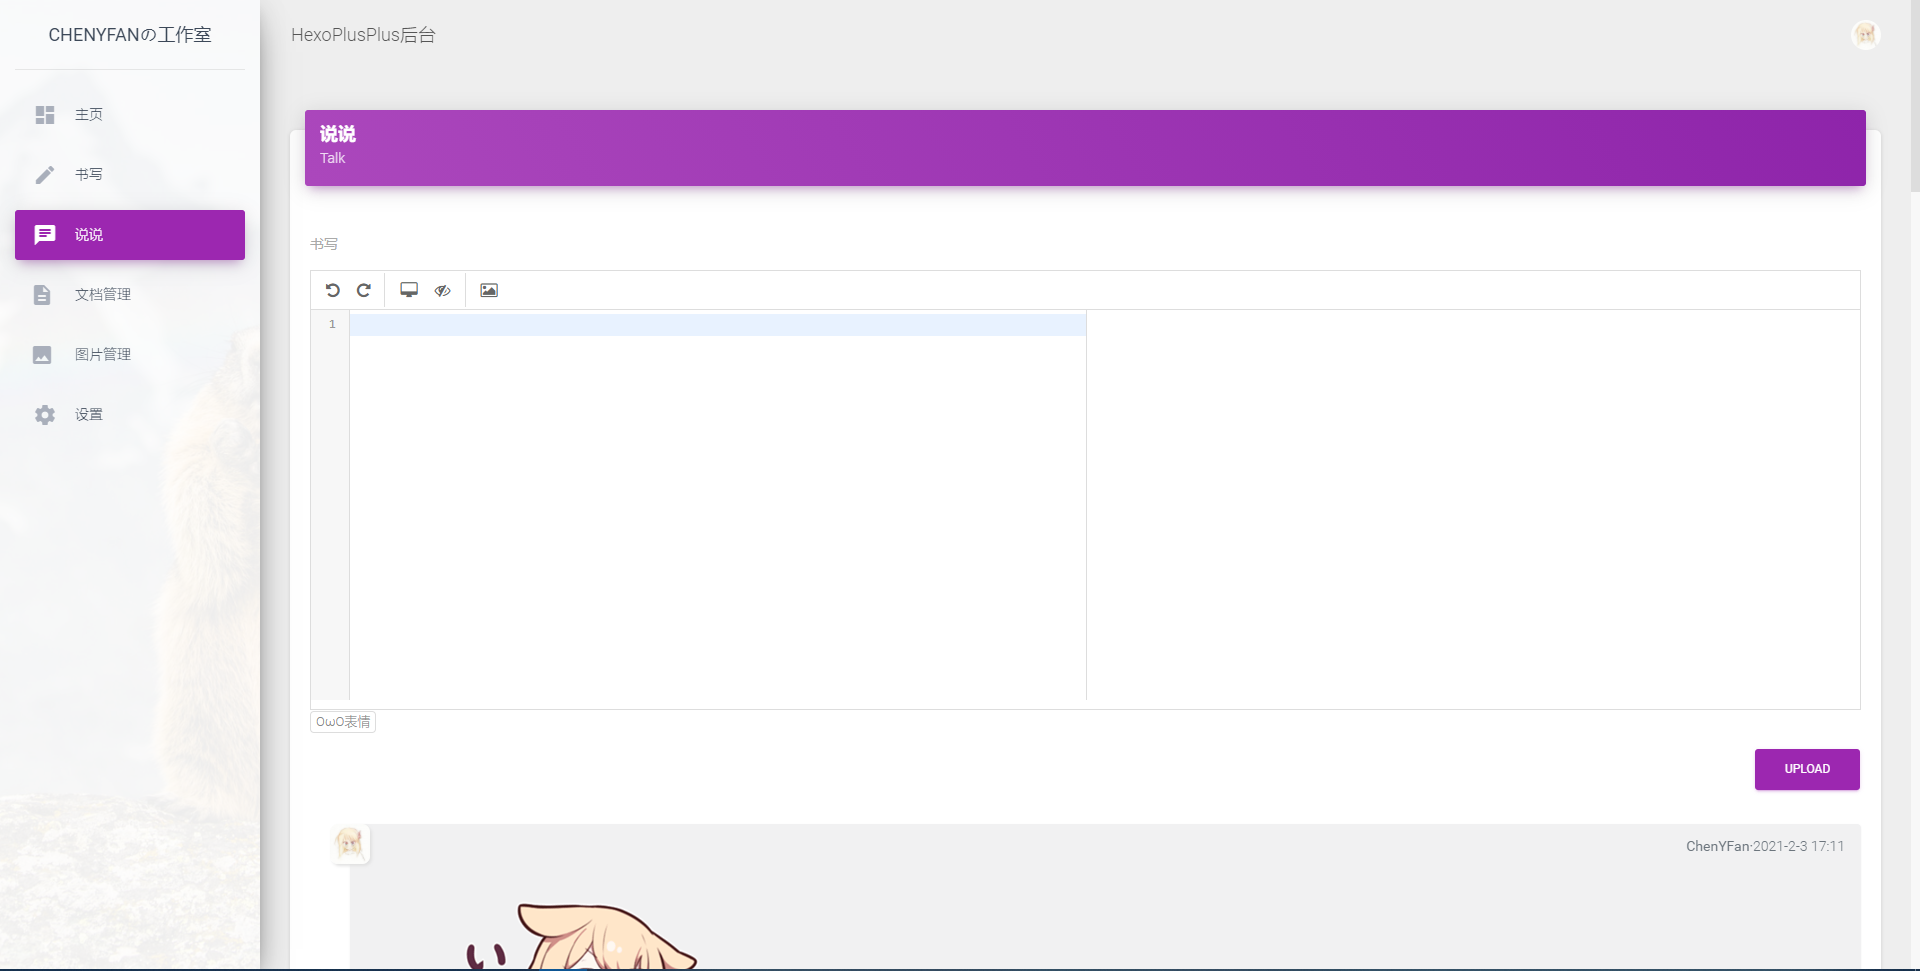 CHENYFANの工作室
主页
书写
说说
文档管理
图片管理
设置
HexoPlusPlus后台
说说
Talk
书写
1
OωO表情
UPLOAD
ChenYFan·2021-2-3 17:11
い